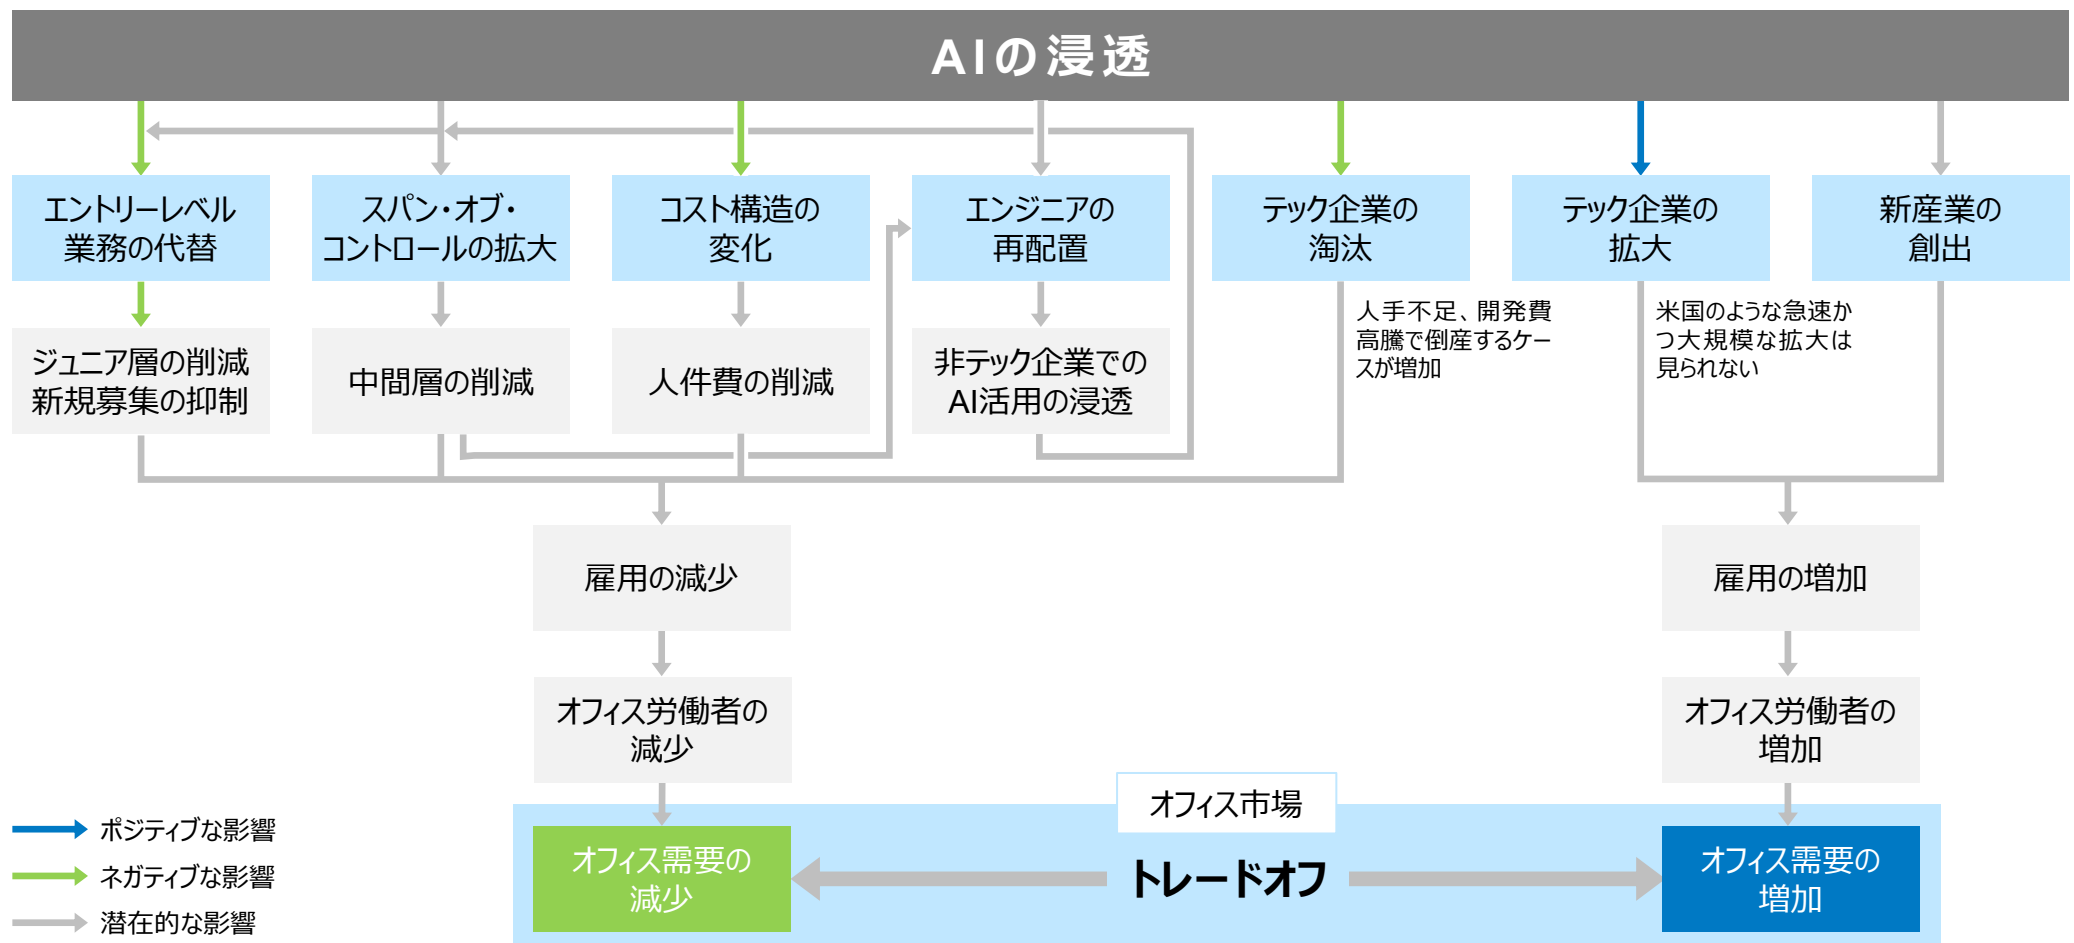 AIの浸透
エントリーレベル
業務の代替
スパン・オブ・
コントロールの拡大
コスト構造の
変化
エンジニアの
再配置
テック企業の
淘汰
テック企業の
拡大
新産業の
創出
ジュニア層の削減
新規募集の抑制
中間層の削減
人件費の削減
非テック企業での
AI活用の浸透
人手不足、開発費
高騰で倒産するケー
スが増加
米国のような急速か
つ大規模な拡大は
見られない
雇用の減少
雇用の増加
オフィス労働者の
減少
オフィス労働者の
増加
オフィス市場
オフィス需要の
減少
トレードオフ
オフィス需要の
増加
ポジティブな影響
ネガティブな影響
潜在的な影響